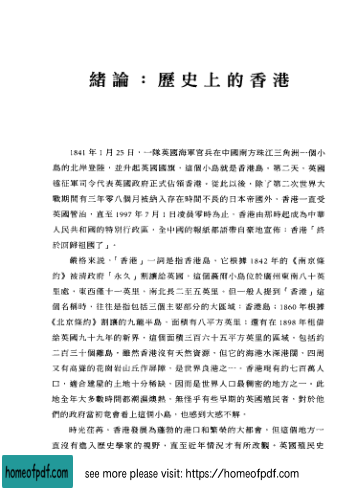 緒論：歷史上的香港
1841 年 1 月 25 日，一隊英國海軍官兵在中國南方珠江三角洲一個小
島的北岸登陸，並升起英國國旗，這個小島就是香港島。第二天，英國
遠征軍司令代表英國政府正式佔領香港。從此以後，除了第二次世界大
戰期間有三年零八個月被納入存在時間不長的日本帝國外，香港一直受
英國管治，直至 1997 年 7 月 1 日凌晨零時為止。香港由那時起成為中華
人民共和國的特別行政區，全中國的報紙都語帶自豪地宣佈：香港「終
於回歸祖國了」。
嚴格來說，「香港」一詞是指香港島，它根據 1842 年的《南京條
約》被清政府「永久」割讓給英國。這個蕞爾小島位於廣州東南八十英
里處，東西僅十一英里、南北長二至五英里。但一般人提到「香港」這
個名稱時，往往是指包括三個主要部分的大區域：香港島；1860 年根據
《北京條約》割讓的九龍半島，面積有八平方英里；還有在 1898 年租借
給英國九十九年的新界，這個面積三百六十五平方英里的區域，包括約
二百三十個離島。雖然香港沒有天然資源，但它的海港水深港闊，四周
又有高聳的花崗岩山丘作屏障，是世界良港之一。香港現有約七百萬人
口，適合建屋的土地十分稀缺，因而是世界人口最稠密的地方之一。此
地全年大多數時間都潮濕燠熱，無怪乎有些早期的英國殖民者，對於他
們的政府當初竟會看上這個小島，也感到大惑不解。
時光荏苒，香港發展為蓬勃的港口和繁榮的大都會，但這個地方一
直沒有進入歷史學家的視野，直至近年情況才有所改觀。英國殖民史
homeofpdf.com
see more please visit: https://homeofpdf.com